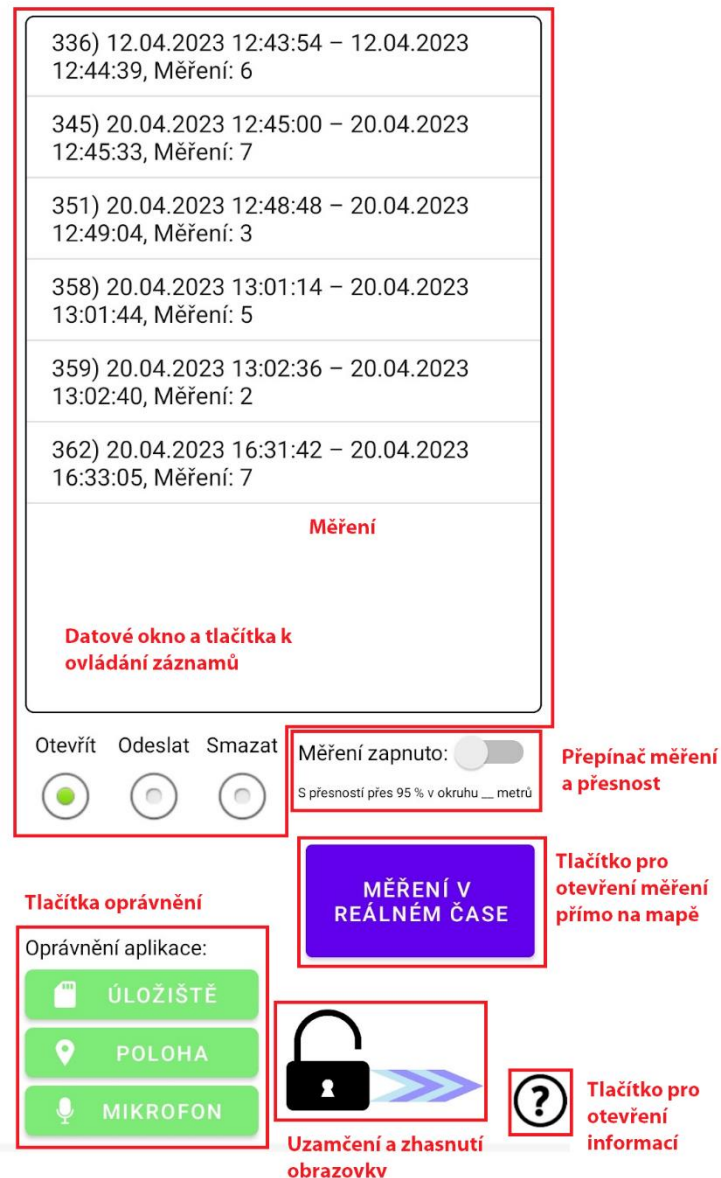 336) 12.04.2023 12:43:54 – 12.04.2023
12:44:39, Měření: 6
345) 20.04.2023 12:45:00 – 20.04.2023
12:45:33, Měření: 7
351) 20.04.2023 12:48:48 – 20.04.2023
12:49:04, Měření: 3
358) 20.04.2023 13:01:14 – 20.04.2023
13:01:44, Měření: 5
359) 20.04.2023 13:02:36 – 20.04.2023
13:02:40, Měření: 2
362) 20.04.2023 16:31:42 – 20.04.2023
16:33:05, Měření: 7
Měření
Datové okno a tlačítka k
ovládání záznamů
Otevřít Odeslat Smazat
Měření zapnuto:
S přesností přes 95 % v okruhu __ metrů
Přepínač měření
a přesnost
MĚŘENÍ V
REÁLNÉM ČASE
Tlačítko pro
otevření měření
přímo na mapě
Tlačítka oprávnění
Oprávnění aplikace:
ÚLOŽIŠTĚ
POLOHA
MIKROFON
Uzamčení a zhasnutí
obrazovky
?
Tlačítko pro
otevření
informací